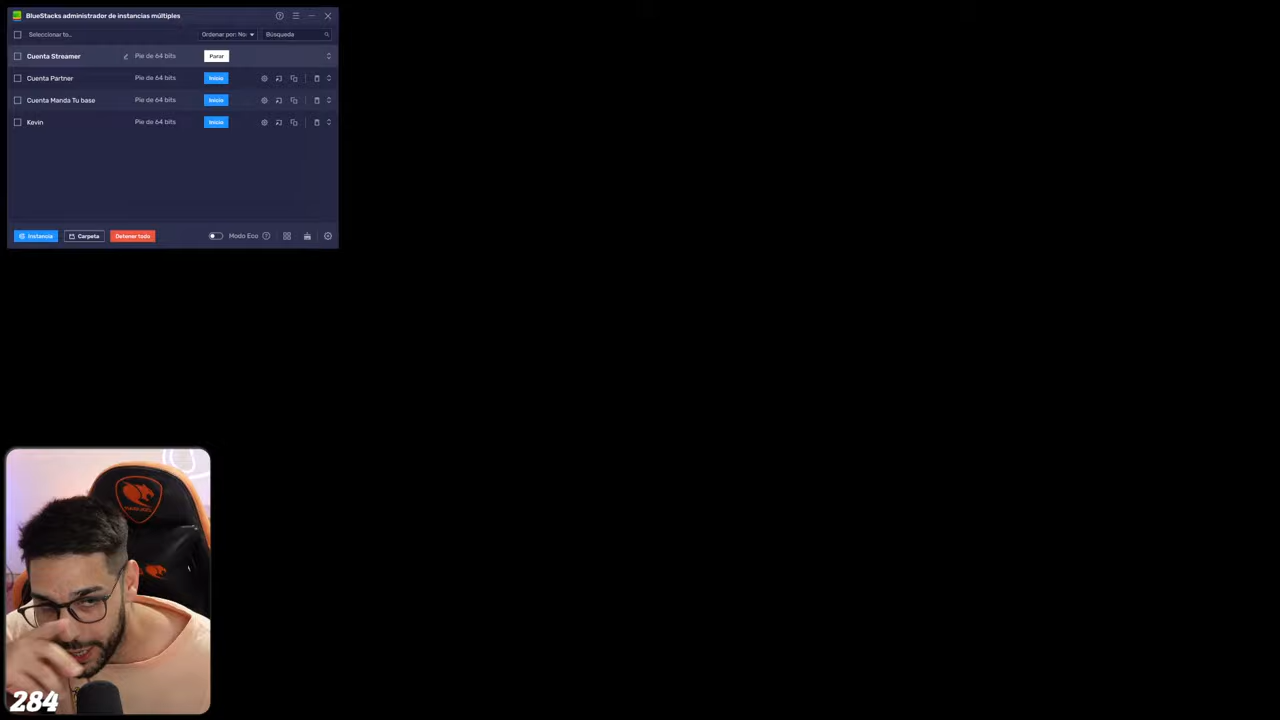 BlueStacks administrador de instancias múltiples
Seleccionar to... Ordenar por: No: Búsqueda
Cuenta Streamer Pie de 64 bits Parar
Cuenta Partner Pie de 64 bits Inicio
Cuenta Manda Tu base Pie de 64 bits Inicio
Kevin Pie de 64 bits Inicio
Instancia Carpeta Detener todo Modo Eco
284